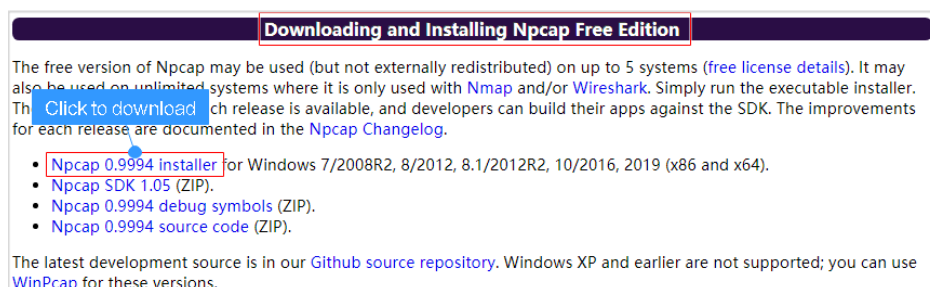 Downloading and Installing Npcap Free Edition
The free version of Npcap may be used (but not externally redistributed) on up to 5 systems (free license details). It may
also be used on unlimited systems where it is only used with Nmap and/or Wireshark. Simply run the executable installer.
Click to download
ch release is available, and developers can build their apps against the SDK. The improvements
for each release are documented in the Npcap Changelog.
• Npcap 0.9994 installer for Windows 7/2008R2, 8/2012, 8.1/2012R2, 10/2016, 2019 (x86 and x64).
• Npcap SDK 1.05 (ZIP).
• Npcap 0.9994 debug symbols (ZIP).
• Npcap 0.9994 source code (ZIP).
The latest development source is in our Github source repository. Windows XP and earlier are not supported; you can use
WinPcap for these versions.